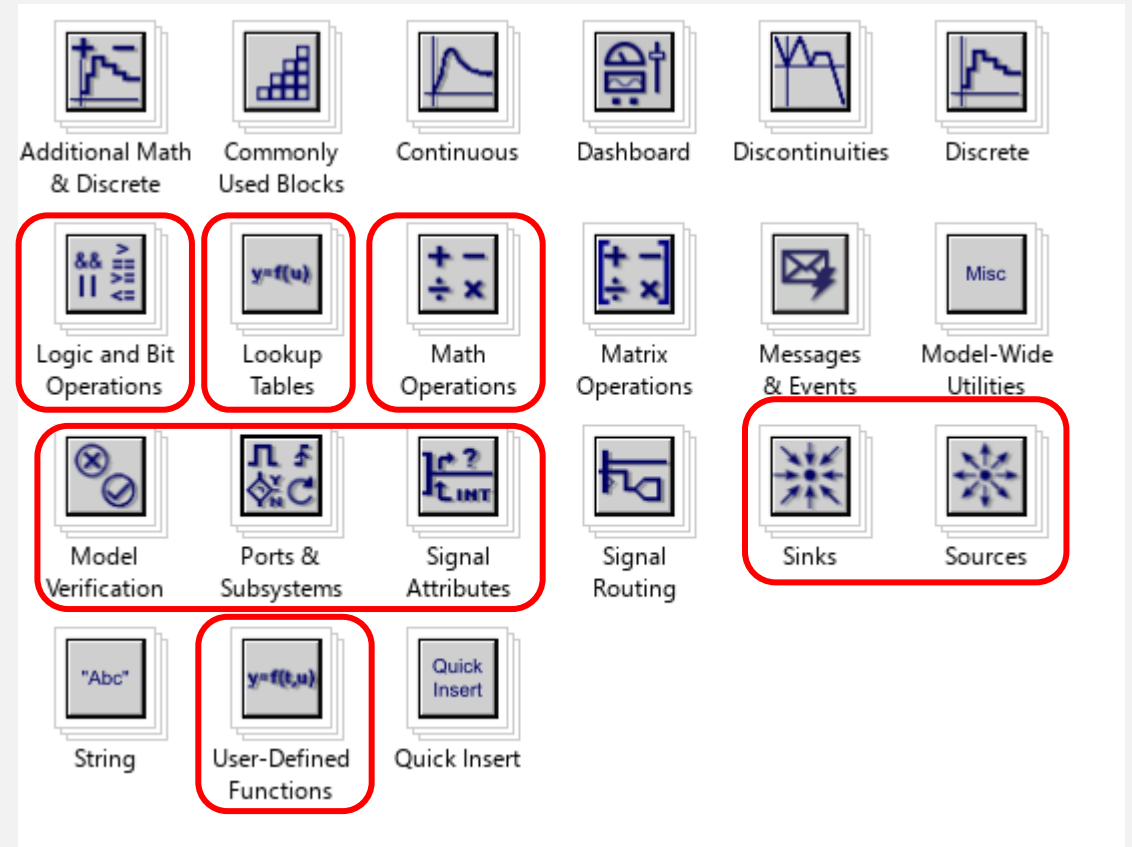 Additional Math
& Discrete
Commonly
Used Blocks
Continuous
Dashboard
Discontinuities
Discrete
&& > == >= <=
||
Logic and Bit
Operations
y=f(u)
Lookup
Tables
+ − ÷ ×
Math
Operations
[+ − ÷ ×]
Matrix
Operations
Messages
& Events
Misc
Model-Wide
Utilities
Model
Verification
Y
N
Ports &
Subsystems
?
INT
Signal
Attributes
Signal
Routing
Sinks
Sources
"Abc"
String
y=f(t,u)
User-Defined
Functions
Quick
Insert
Quick Insert